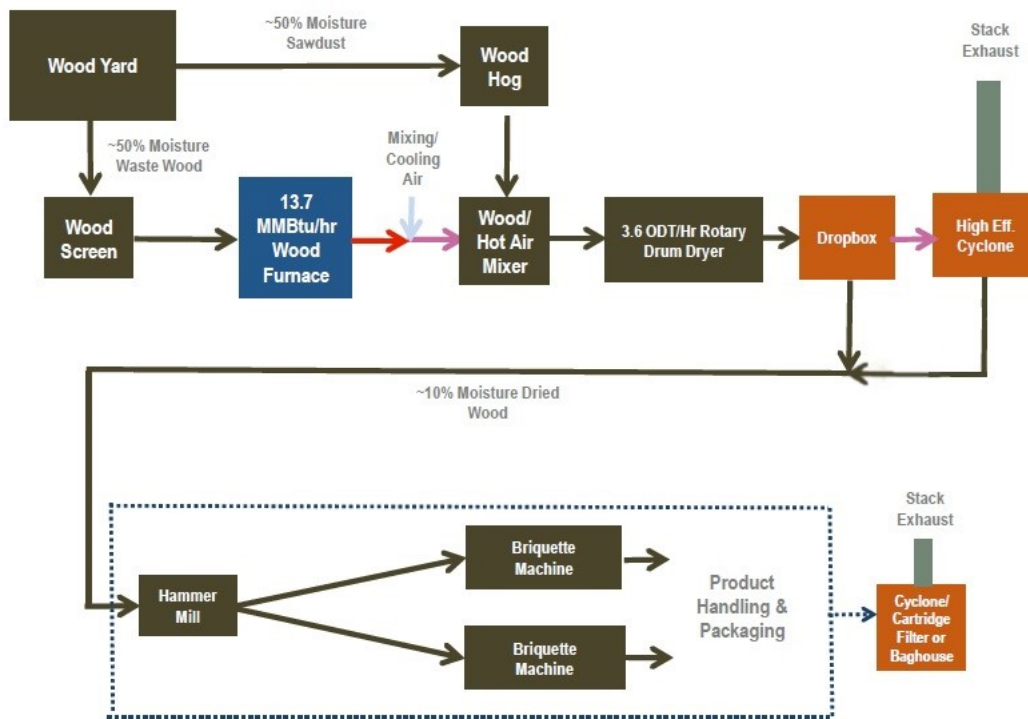 ~50% Moisture
Sawdust
Stack
Exhaust
Wood Yard
Wood
Hog
~50% Moisture
Waste Wood
Mixing/
Cooling
Air
Wood
Screen
13.7
MMBtu/hr
Wood
Furnace
Wood/
Hot Air
Mixer
3.6 ODT/Hr Rotary
Drum Dryer
Dropbox
High Eff.
Cyclone
~10% Moisture Dried
Wood
Hammer
Mill
Briquette
Machine
Briquette
Machine
Product
Handling &
Packaging
Stack
Exhaust
Cyclone/
Cartridge
Filter or
Baghouse